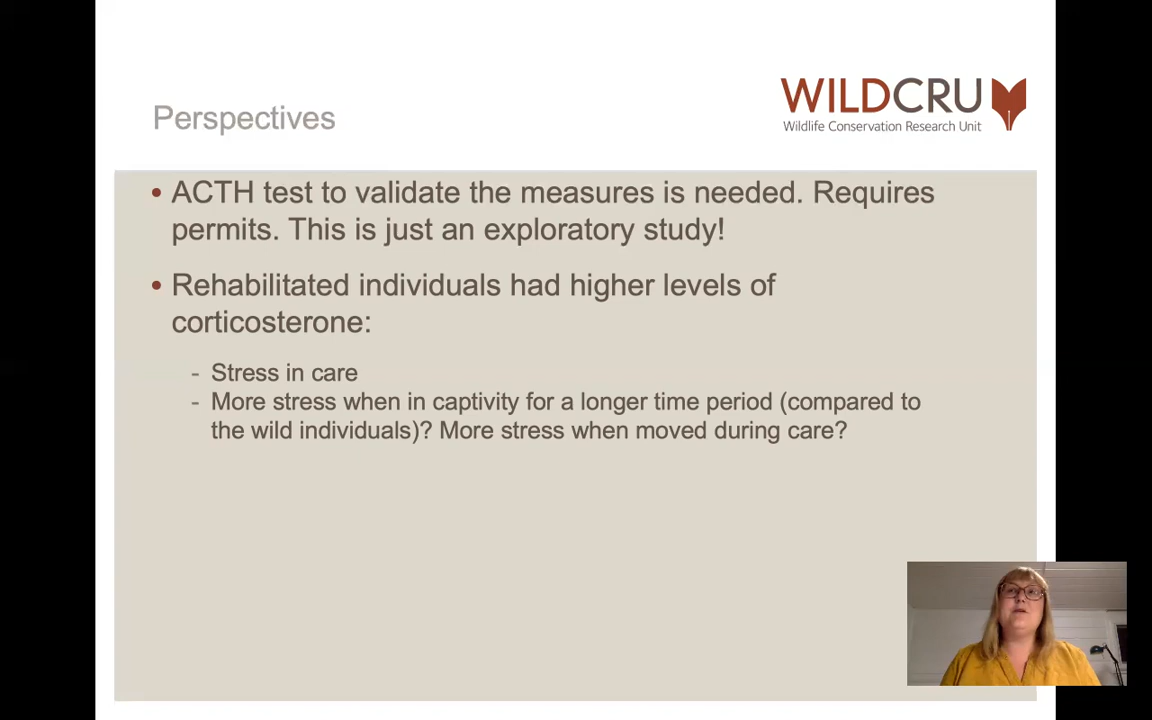 Perspectives
WILDCRU
Wildlife Conservation Research Unit
• ACTH test to validate the measures is needed. Requires
permits. This is just an exploratory study!
• Rehabilitated individuals had higher levels of
corticosterone:
- Stress in care
- More stress when in captivity for a longer time period (compared to
the wild individuals)? More stress when moved during care?